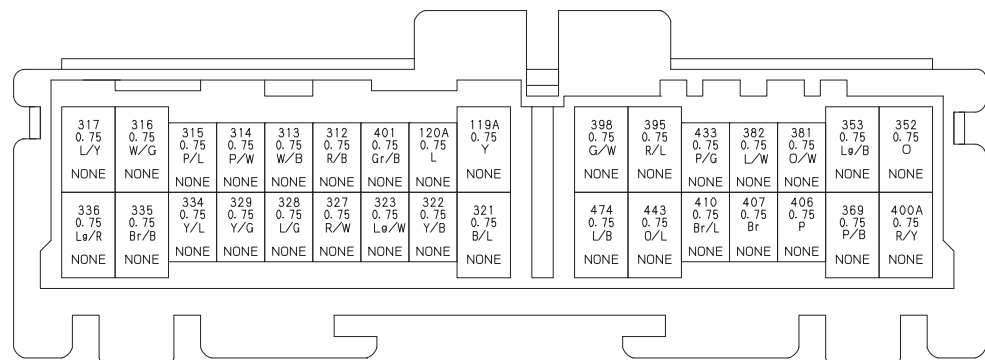 317
0.75
L/Y
NONE
316
0.75
W/G
NONE
315
0.75
P/L
NONE
314
0.75
P/W
NONE
313
0.75
W/B
NONE
312
0.75
R/B
NONE
401
0.75
Gr/B
NONE
120A
0.75
L
NONE
119A
0.75
Y
NONE
398
0.75
G/W
NONE
395
0.75
R/L
NONE
433
0.75
P/G
NONE
382
0.75
L/W
NONE
381
0.75
O/W
NONE
353
0.75
Lg/B
NONE
352
0.75
O
NONE
336
0.75
Lg/R
NONE
335
0.75
Br/B
NONE
334
0.75
Y/L
NONE
329
0.75
Y/G
NONE
328
0.75
L/G
NONE
327
0.75
R/W
NONE
323
0.75
Lg/W
NONE
322
0.75
Y/B
NONE
321
0.75
B/L
NONE
474
0.75
L/B
NONE
443
0.75
O/L
NONE
410
0.75
Br/L
NONE
407
0.75
Br
NONE
406
0.75
P
NONE
369
0.75
P/B
NONE
400A
0.75
R/Y
NONE